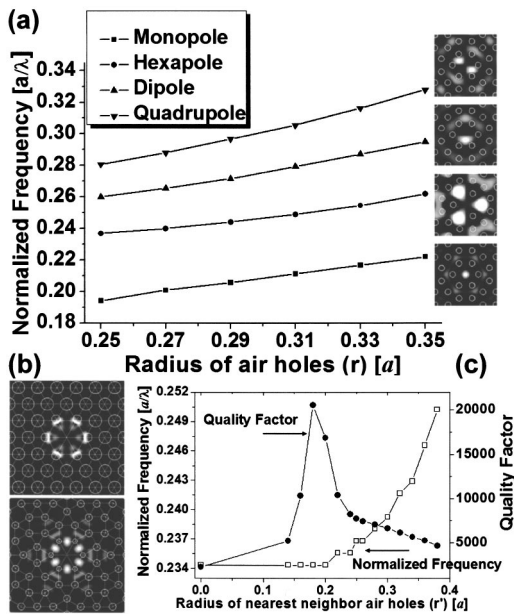 (a)
Monopole
Hexapole
Dipole
Quadrupole
Normalized Frequency [a/λ]
0.34
0.32
0.30
0.28
0.26
0.24
0.22
0.20
0.18
0.25 0.27 0.29 0.31 0.33 0.35
Radius of air holes (r) [a]
(b)
(c)
Normalized Frequency [a/λ]
0.252
0.249
0.246
0.243
0.240
0.237
0.234
Quality Factor
Normalized Frequency
20000
15000
10000
5000
0
Quality Factor
0.0 0.1 0.2 0.3 0.4
Radius of nearest neighbor air holes (r') [a]